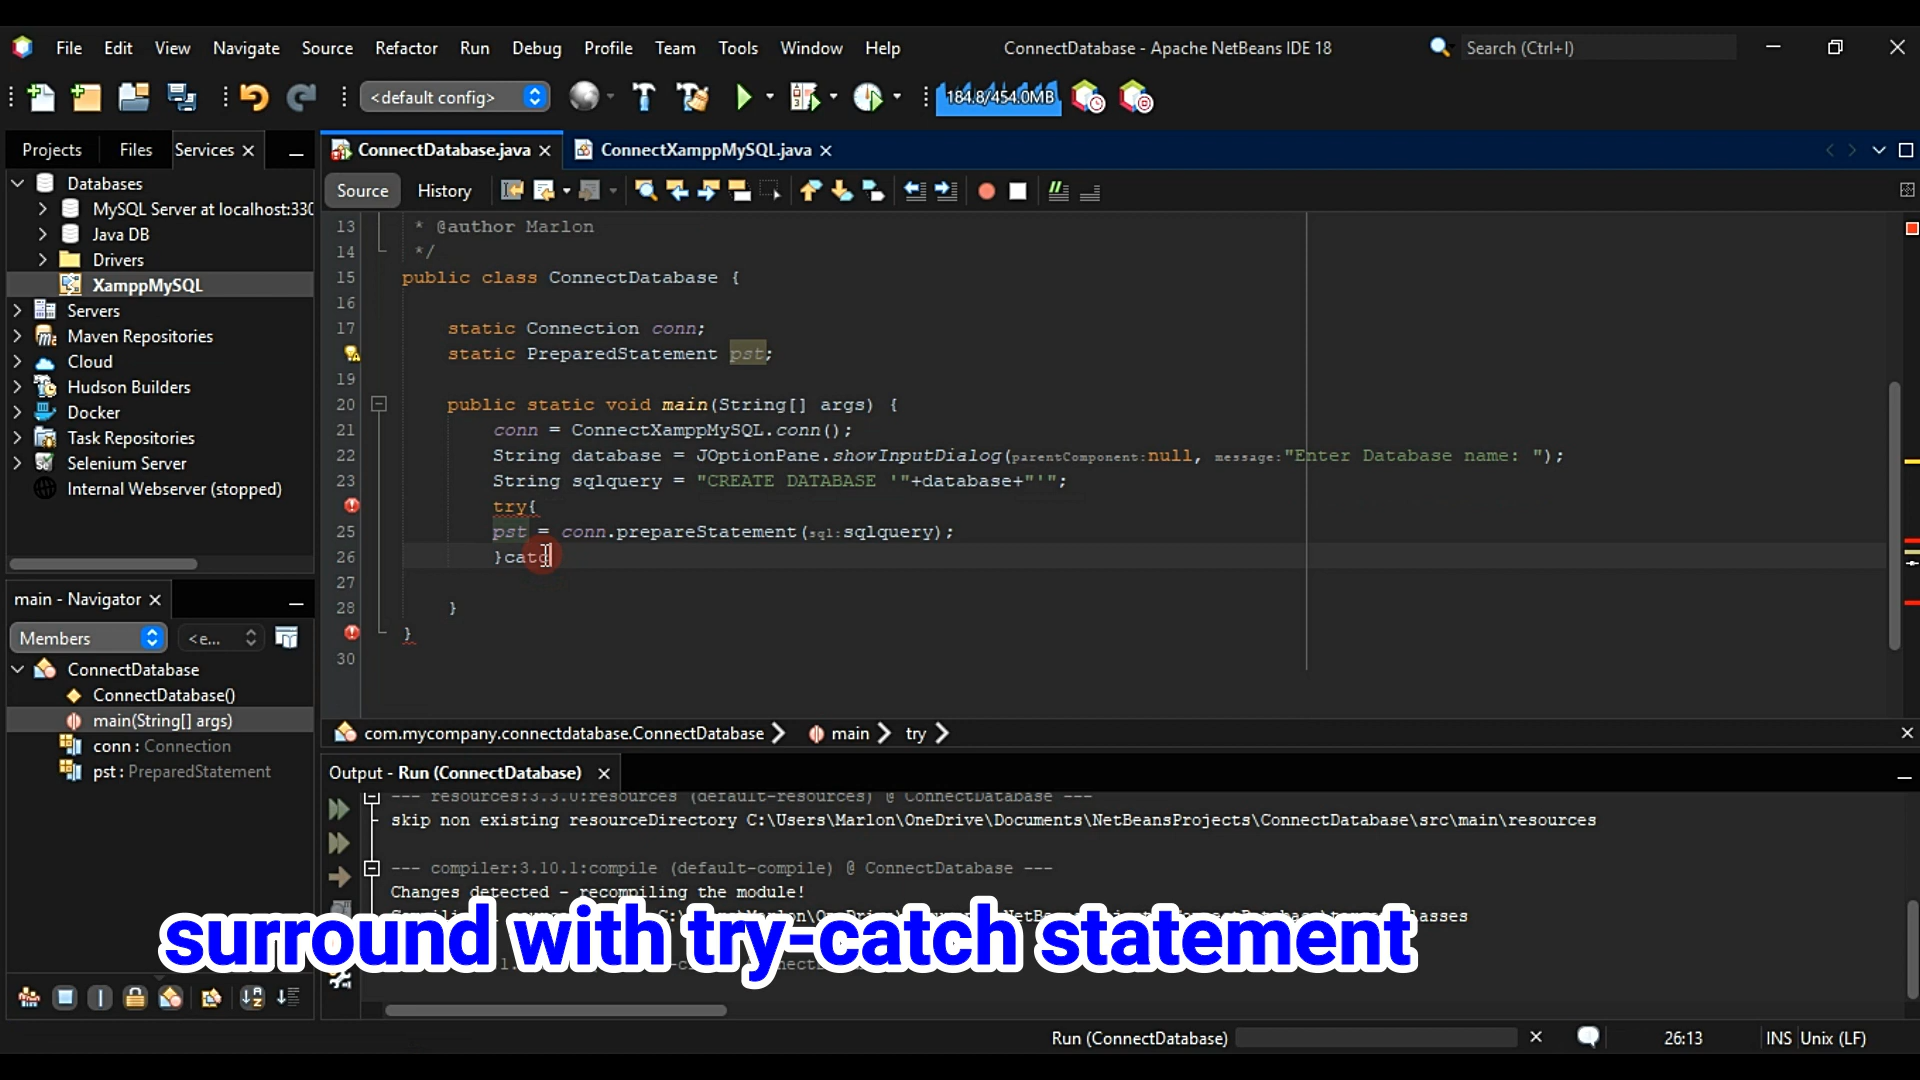 File Edit View Navigate Source Refactor Run Debug Profile Team Tools Window Help
ConnectDatabase - Apache NetBeans IDE 18
Search (Ctrl+I)
<default config>
184.8/454.0MB
Projects Files Services
Databases
MySQL Server at localhost:330
Java DB
Drivers
XamppMySQL
Servers
Maven Repositories
Cloud
Hudson Builders
Docker
Task Repositories
Selenium Server
Internal Webserver (stopped)
ConnectDatabase.java
ConnectXamppMySQL.java
Source History
13 * @author Marlon
14 */
15 public class ConnectDatabase {
16
17 static Connection conn;
static PreparedStatement pst;
19
20 public static void main(String[] args) {
21 conn = ConnectXamppMySQL.conn();
22 String database = JOptionPane.showInputDialog(parentComponent:null, message:"Enter Database name: ");
23 String sqlquery = "CREATE DATABASE '"+database+"'";
try{
25 pst = conn.prepareStatement(sql:sqlquery);
26 }catc
27
28 }
}
30
com.mycompany.connectdatabase.ConnectDatabase main try
main - Navigator
Members
<e...
ConnectDatabase
ConnectDatabase()
main(String[] args)
conn : Connection
pst : PreparedStatement
Output - Run (ConnectDatabase)
--- resources:3.3.0:resources (default-resources) @ ConnectDatabase ---
skip non existing resourceDirectory C:\Users\Marlon\OneDrive\Documents\NetBeansProjects\ConnectDatabase\src\main\resources
--- compiler:3.10.1:compile (default-compile) @ ConnectDatabase ---
Changes detected - recompiling the module!
surround with try-catch statement
Run (ConnectDatabase)
26:13
INS Unix (LF)